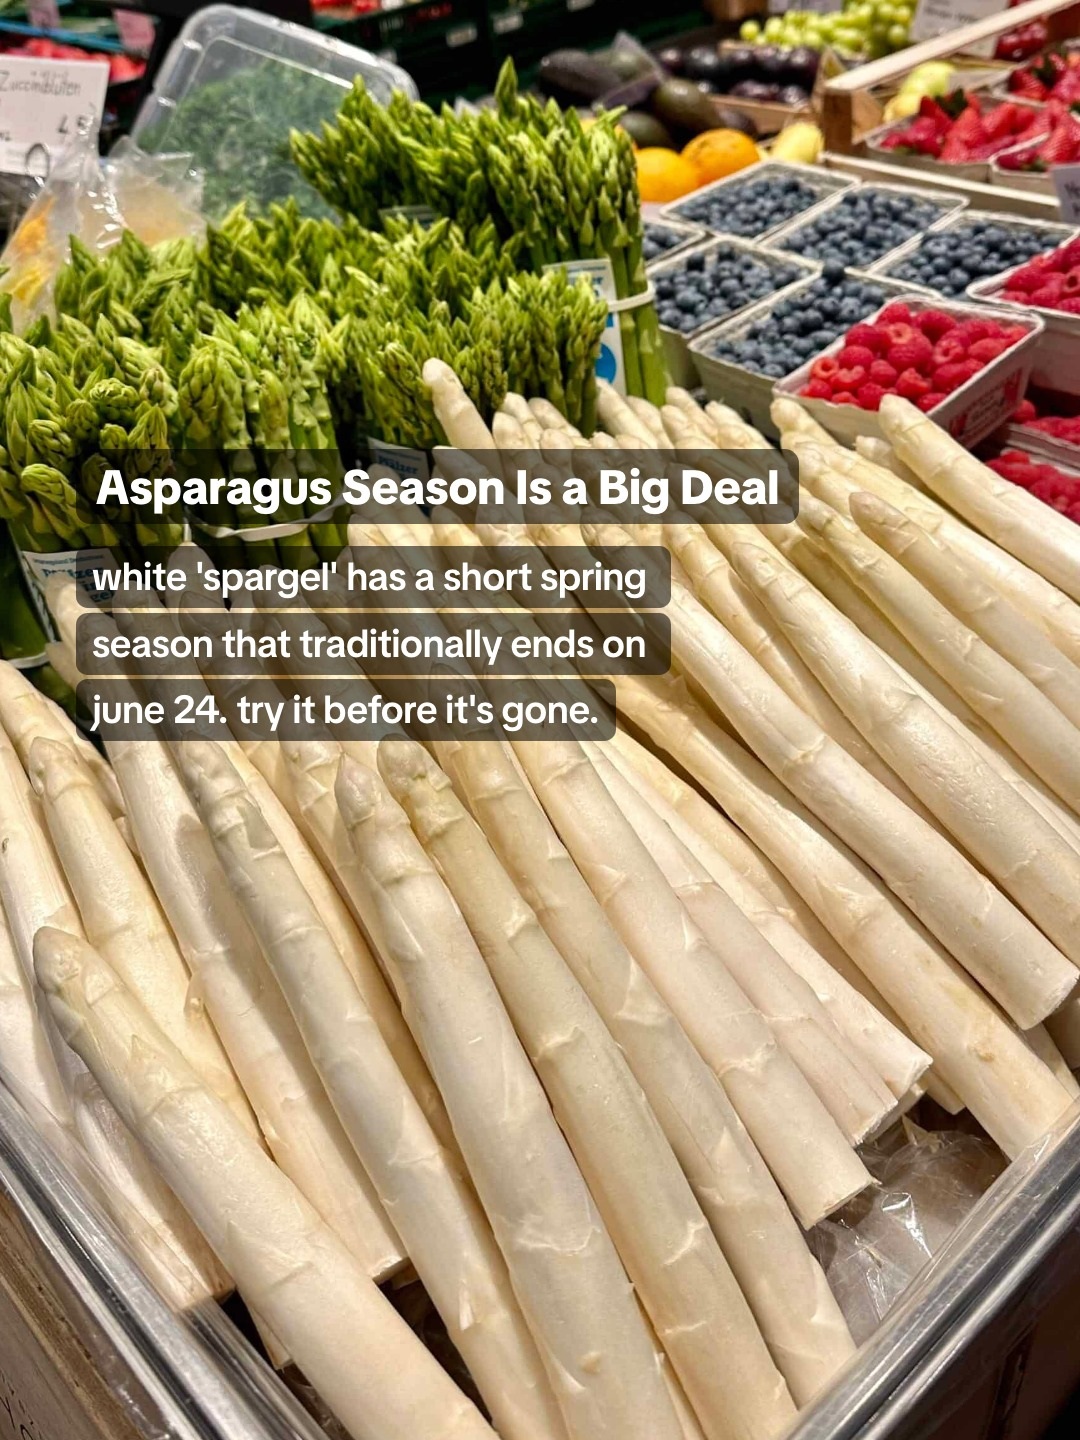 Zucciniblüten
Asparagus Season Is a Big Deal
white 'spargel' has a short spring
season that traditionally ends on
june 24. try it before it's gone.